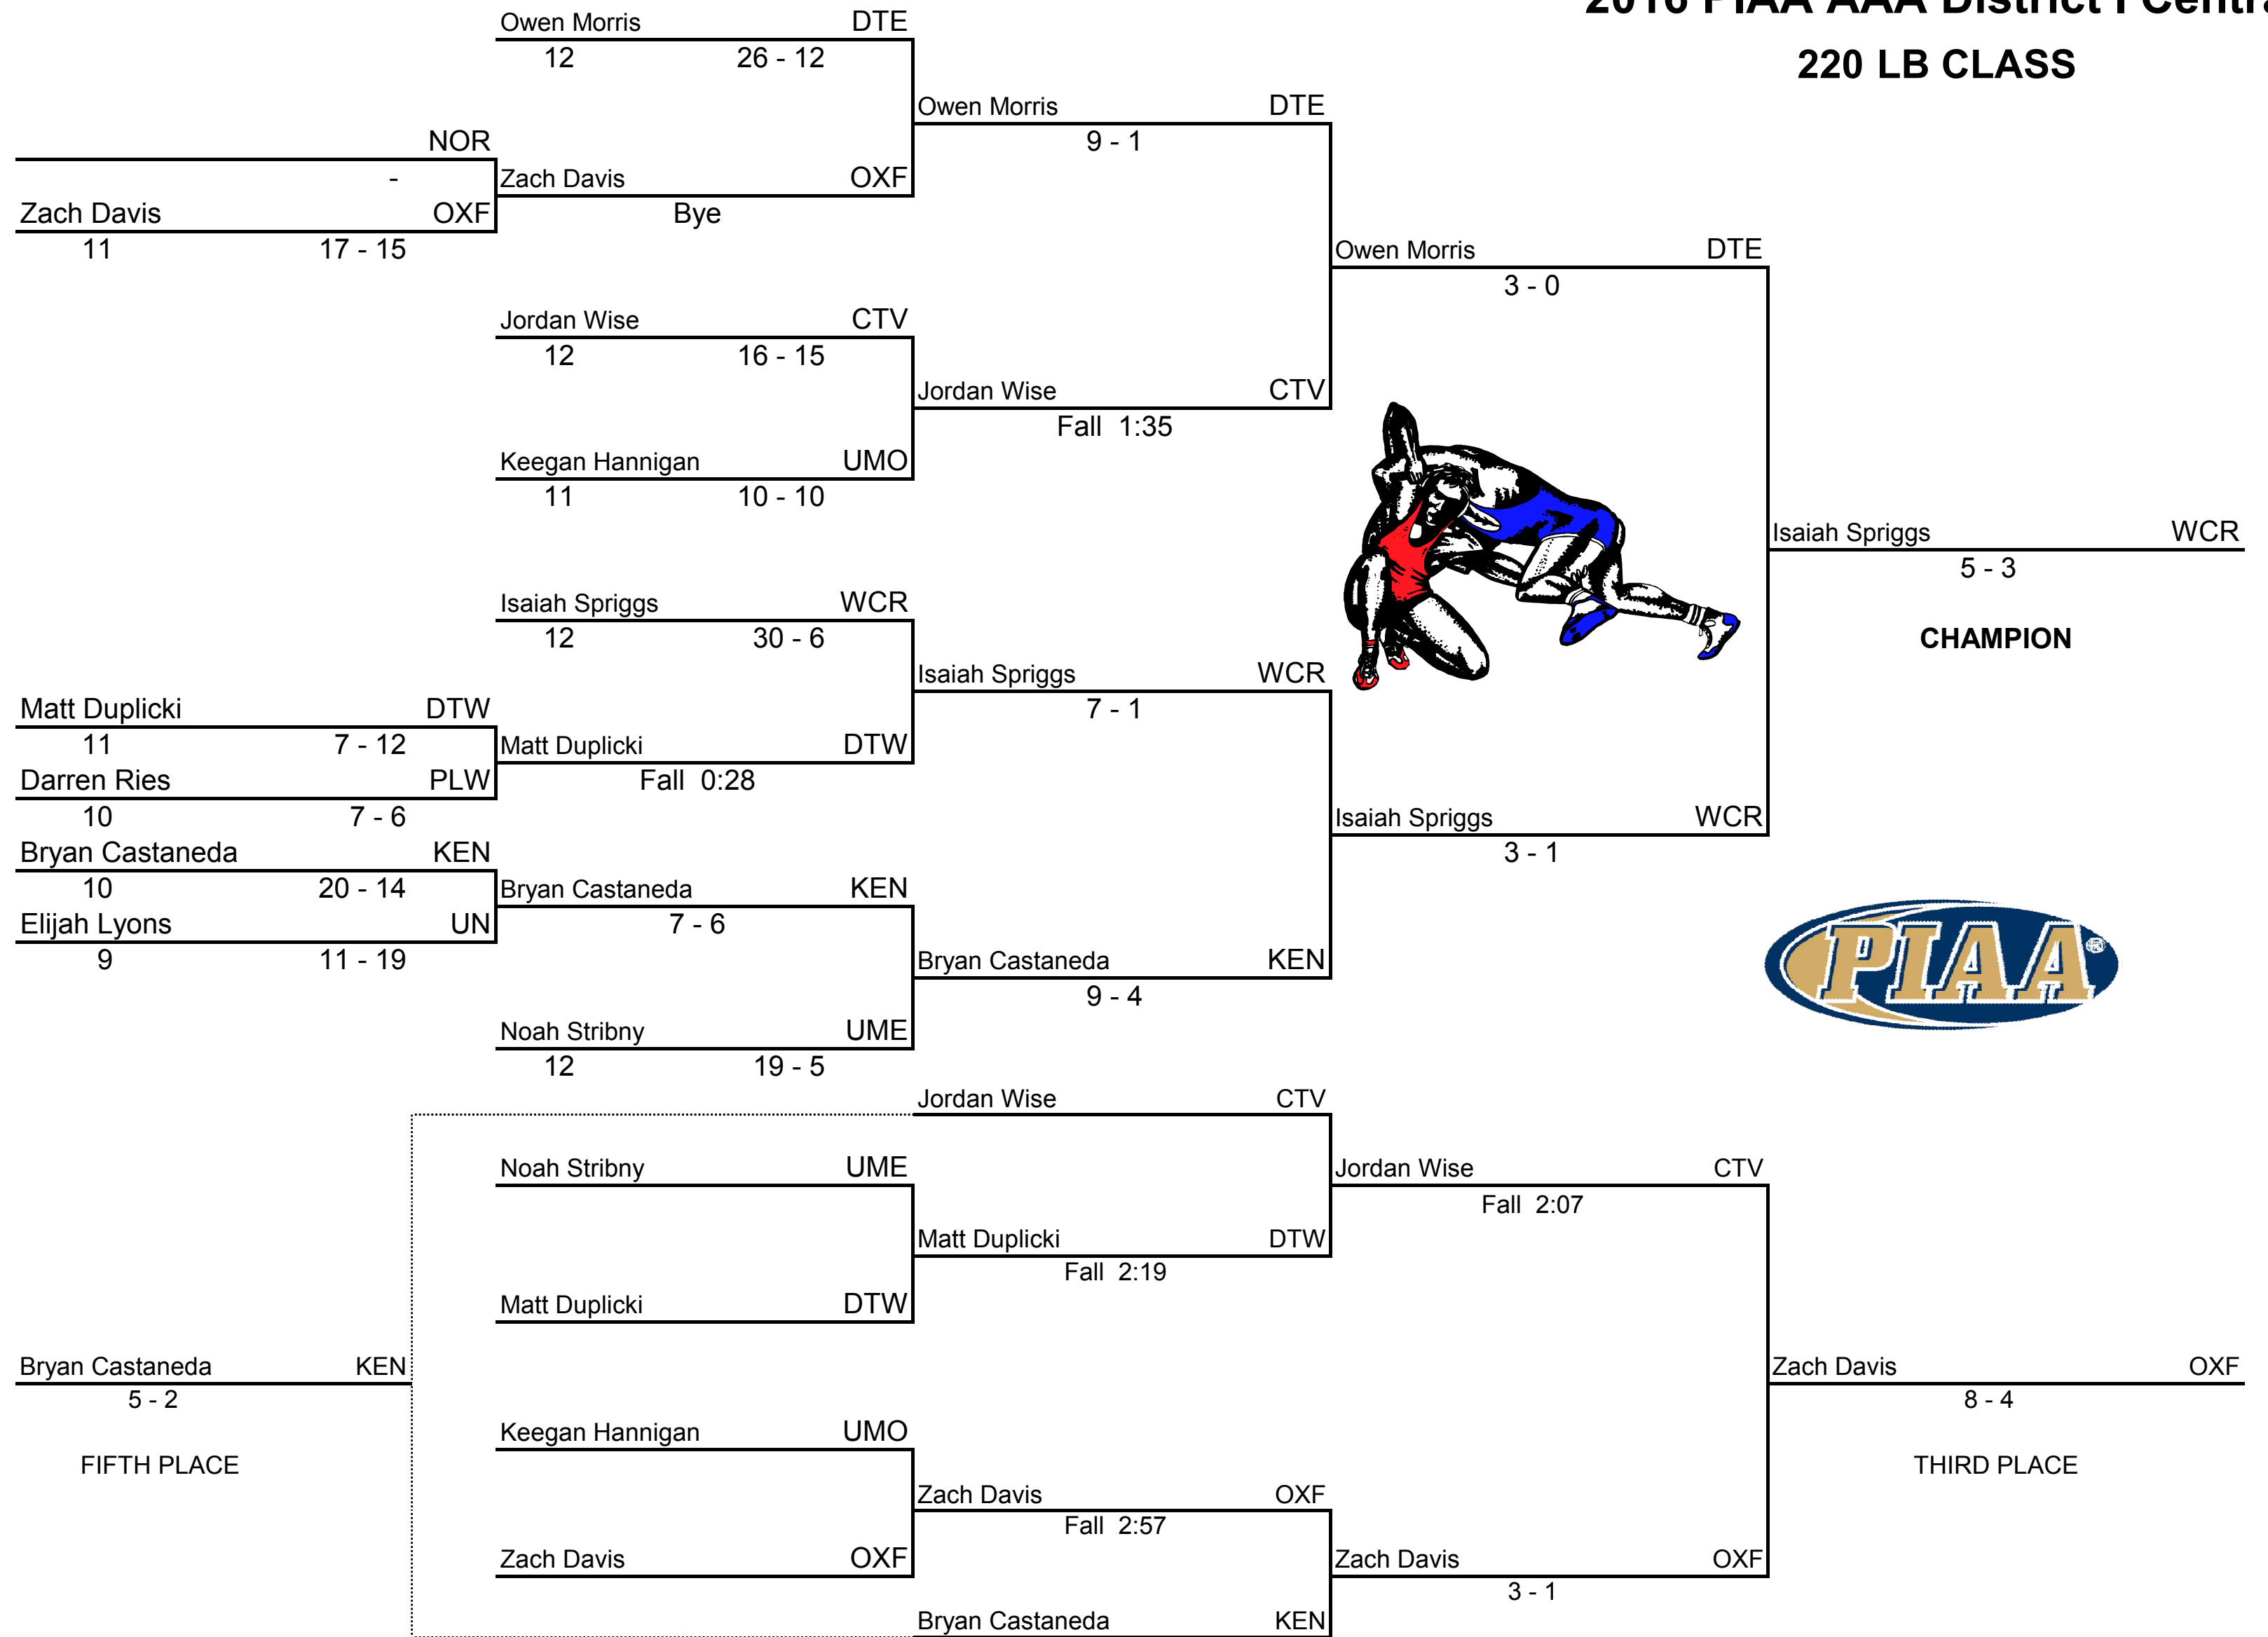 2016 PIAA AAA District I Centra
220 LB CLASS
Owen Morris DTE
12 26 - 12
Owen Morris DTE
9 - 1
NOR
-
Zach Davis OXF
Bye
Zach Davis OXF
11 17 - 15
Owen Morris DTE
3 - 0
Jordan Wise CTV
12 16 - 15
Jordan Wise CTV
Fall 1:35
Keegan Hannigan UMO
11 10 - 10
Isaiah Spriggs WCR
5 - 3
CHAMPION
Isaiah Spriggs WCR
12 30 - 6
Isaiah Spriggs WCR
7 - 1
Matt Duplicki DTW
11 7 - 12
Matt Duplicki DTW
Fall 0:28
Darren Ries PLW
10 7 - 6
Isaiah Spriggs WCR
3 - 1
Bryan Castaneda KEN
10 20 - 14
Bryan Castaneda KEN
7 - 6
Elijah Lyons UN
9 11 - 19
Bryan Castaneda KEN
9 - 4
PIAA®
Noah Stribny UME
12 19 - 5
Jordan Wise CTV
Noah Stribny UME
Jordan Wise CTV
Fall 2:07
Matt Duplicki DTW
Fall 2:19
Matt Duplicki DTW
Bryan Castaneda KEN
5 - 2
FIFTH PLACE
Zach Davis OXF
8 - 4
THIRD PLACE
Keegan Hannigan UMO
Zach Davis OXF
Fall 2:57
Zach Davis OXF
Zach Davis OXF
3 - 1
Bryan Castaneda KEN